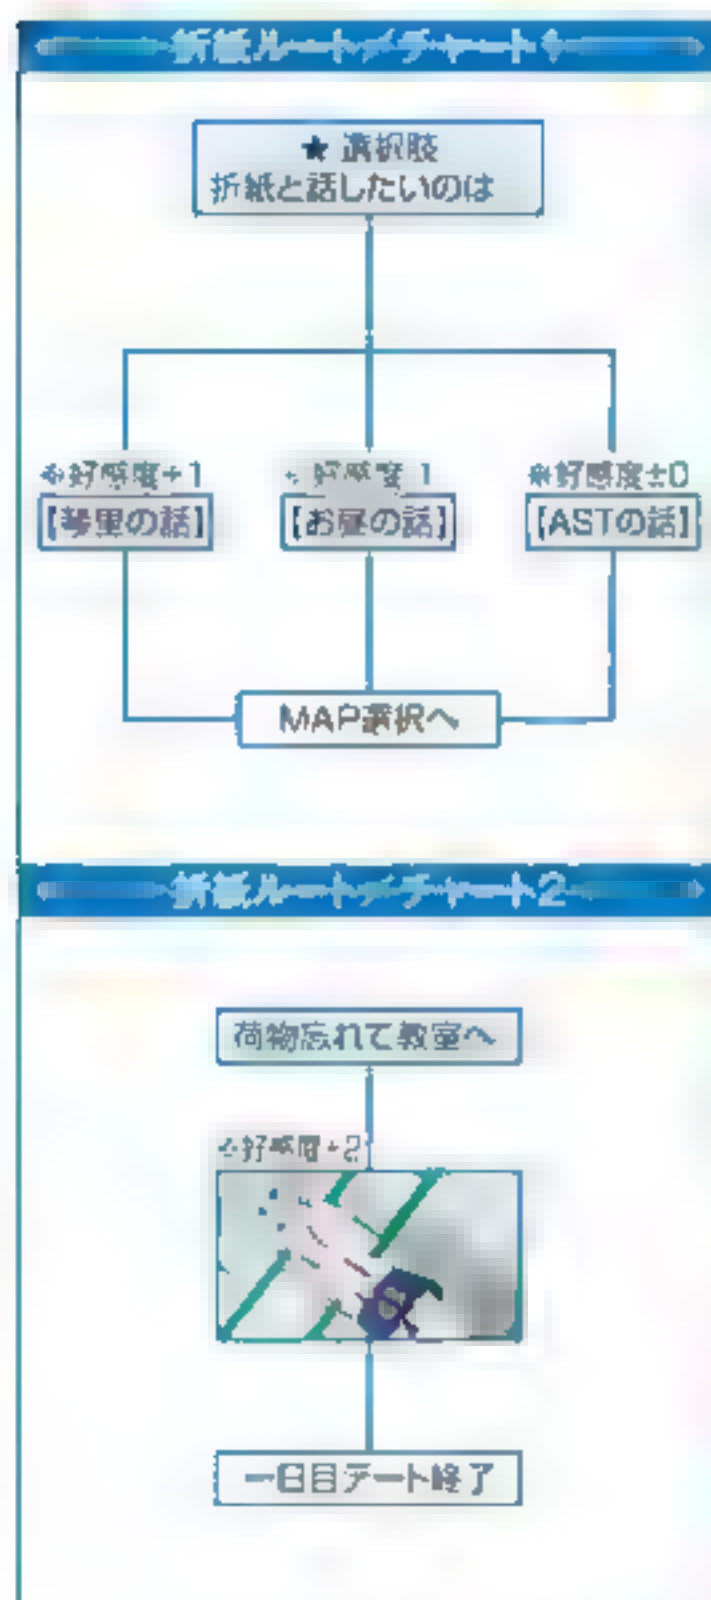 折紙ルート／チャート1
★ 選択肢
折紙と話したいのは
※好感度+1
※好感度-1
※好感度±0
【琴里の話】
【お昼の話】
【ASTの話】
MAP選択へ
折紙ルート／チャート2
荷物忘れて教室へ
※好感度+2
一日目デート終了